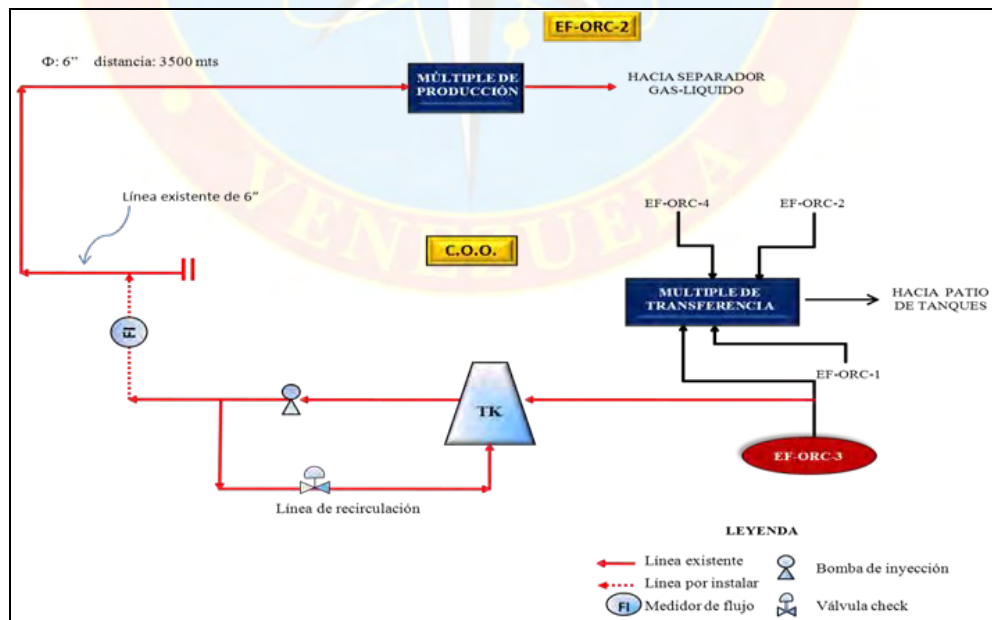 EF-ORC-2
Φ: 6” distancia: 3500 mts
MÚLTIPLE DE
PRODUCCIÓN
HACIA SEPARADOR
GAS-LIQUIDO
VENEZUELA
Línea existente de 6”
EF-ORC-4
EF-ORC-2
C.O.O.
MULTIPLE DE
TRANSFERENCIA
HACIA PATIO
DE TANQUES
FI
EF-ORC-1
TK
EF-ORC-3
Línea de recirculación
LEYENDA
Línea existente
Bomba de inyección
Línea por instalar
FI
Medidor de flujo
Válvula check